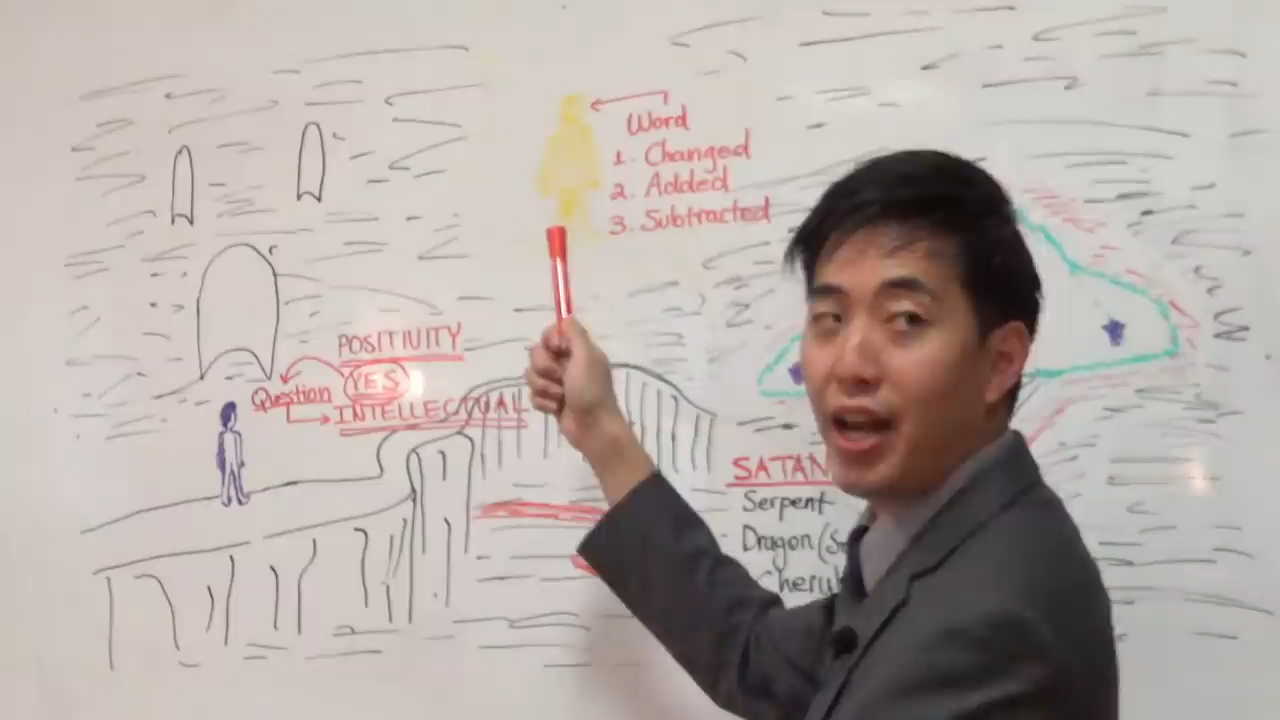 Word
1. Changed
2. Added
3. Subtracted
POSITIVITY
YES
Question
INTELLECTUAL
SATAN
Serpent
Dragon